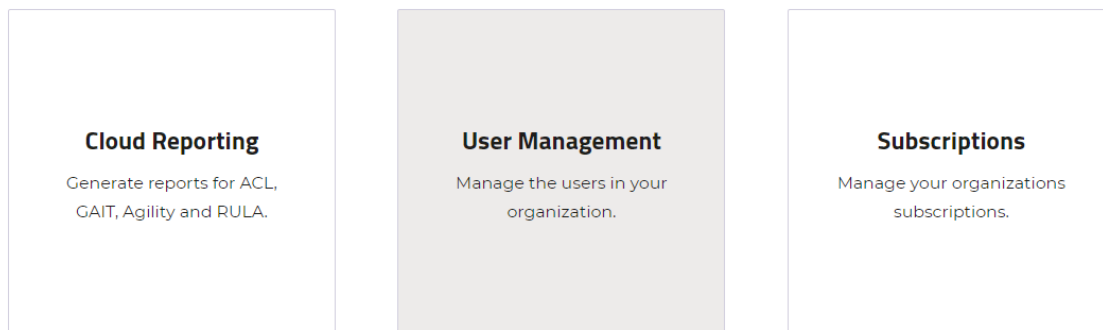 Cloud Reporting
Generate reports for ACL,
GAIT, Agility and RULA.
User Management
Manage the users in your
organization.
Subscriptions
Manage your organizations
subscriptions.